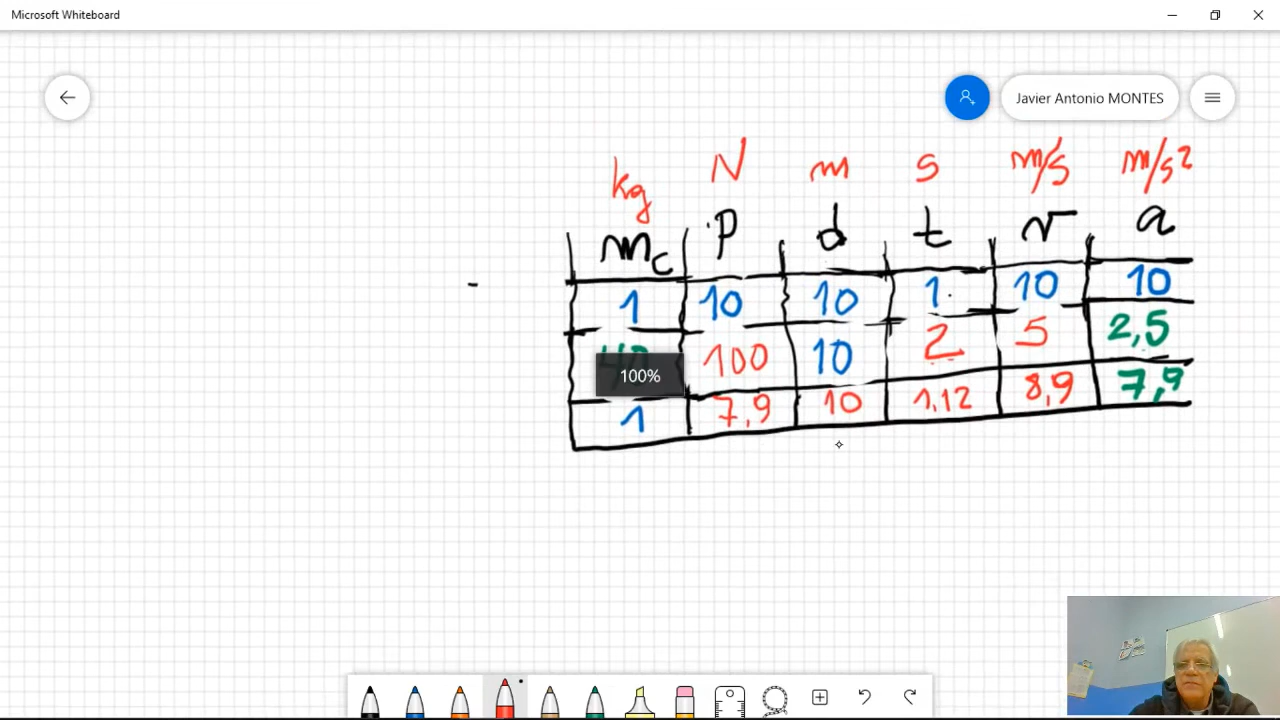 Microsoft Whiteboard
Javier Antonio MONTES
kg N m s m/s m/s²
mc P d t v a
1 10 10 1 10 10
100 10 2 5 2,5
100%
1 7,9 10 1,12 8,9 7,9